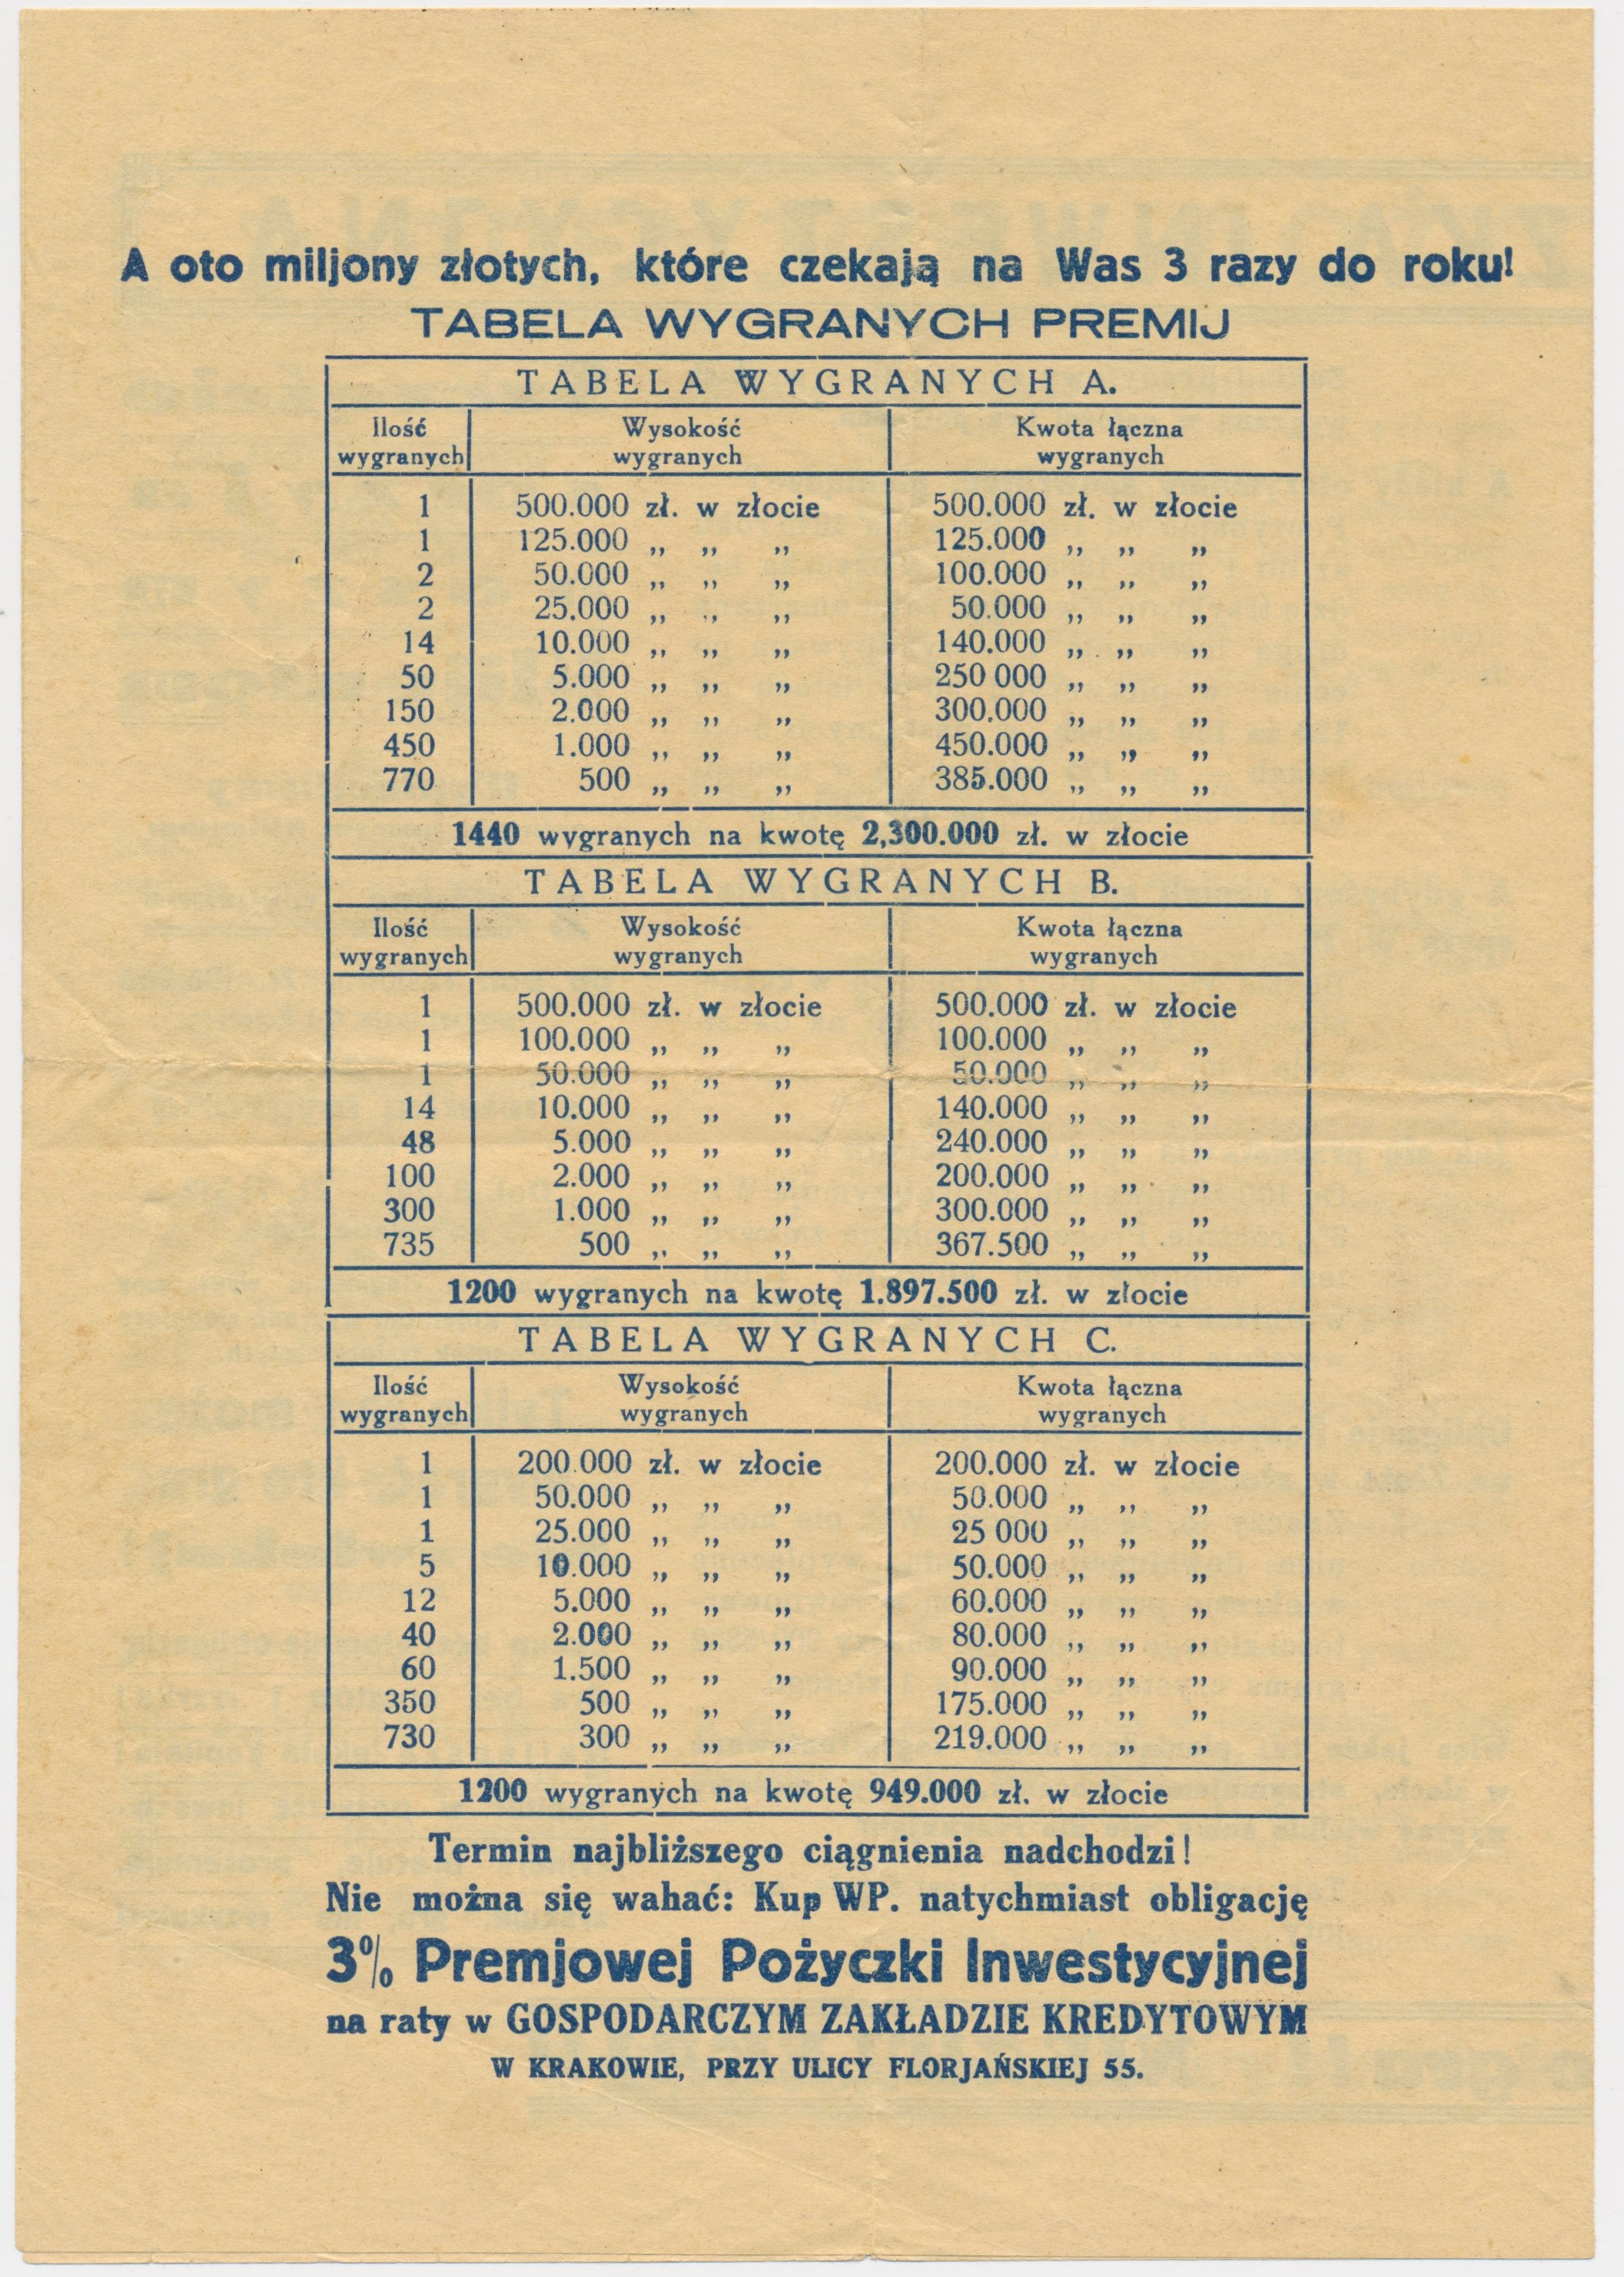 A oto miljony złotych, które czekają na Was 3 razy do roku!
TABELA WYGRANYCH PREMIJ
TABELA WYGRANYCH A.
Ilość wygranych Wysokość wygranych Kwota łączna wygranych
1 500.000 zł. w złocie 500.000 zł. w złocie
1 125.000 „ „ „ 125.000 „ „ „
2 50.000 „ „ „ 100.000 „ „ „
2 25.000 „ „ „ 50.000 „ „ „
14 10.000 „ „ „ 140.000 „ „ „
50 5.000 „ „ „ 250 000 „ „ „
150 2.000 „ „ „ 300.000 „ „ „
450 1.000 „ „ „ 450.000 „ „ „
770 500 „ „ „ 385.000 „ „ „
1440 wygranych na kwotę 2,300.000 zł. w złocie
TABELA WYGRANYCH B.
Ilość wygranych Wysokość wygranych Kwota łączna wygranych
1 500.000 zł. w złocie 500.000 zł. w złocie
1 100.000 „ „ „ 100.000 „ „ „
1 50.000 „ „ „ 50.000 „ „ „
14 10.000 „ „ „ 140.000 „ „ „
48 5.000 „ „ „ 240.000 „ „ „
100 2.000 „ „ „ 200.000 „ „ „
300 1.000 „ „ „ 300.000 „ „ „
735 500 „ „ „ 367.500 „ „ „
1200 wygranych na kwotę 1.897.500 zł. w złocie
TABELA WYGRANYCH C.
Ilość wygranych Wysokość wygranych Kwota łączna wygranych
1 200.000 zł. w złocie 200.000 zł. w złocie
1 50.000 „ „ „ 50.000 „ „ „
1 25.000 „ „ „ 25 000 „ „ „
5 10.000 „ „ „ 50.000 „ „ „
12 5.000 „ „ „ 60.000 „ „ „
40 2.000 „ „ „ 80.000 „ „ „
60 1.500 „ „ „ 90.000 „ „ „
350 500 „ „ „ 175.000 „ „ „
730 300 „ „ „ 219.000 „ „ „
1200 wygranych na kwotę 949.000 zł. w złocie
Termin najbliższego ciągnienia nadchodzi!
Nie można się wahać: Kup WP. natychmiast obligację
3% Premjowej Pożyczki Inwestycyjnej
na raty w GOSPODARCZYM ZAKŁADZIE KREDYTOWYM
W KRAKOWIE, PRZY ULICY FLORJAŃSKIEJ 55.